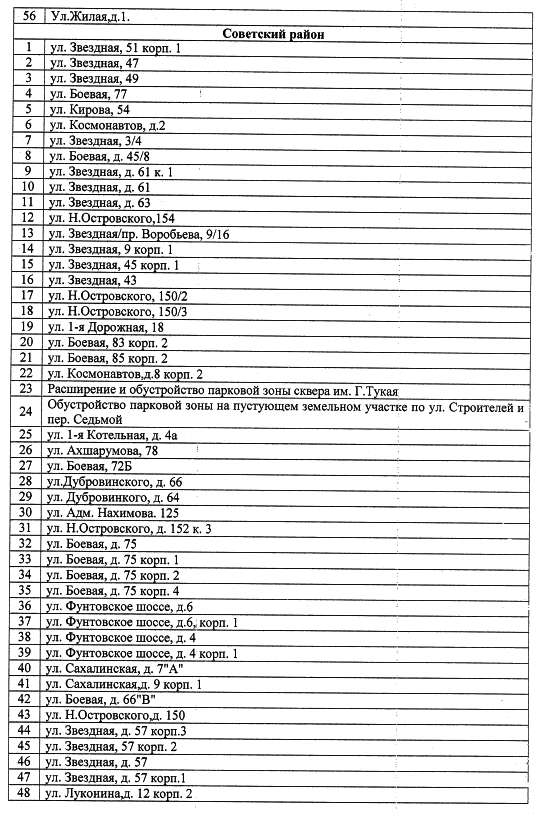 56 Ул.Жилая,д.1.
Советский район
1 ул. Звездная, 51 корп. 1
2 ул. Звездная, 47
3 ул. Звездная, 49
4 ул. Боевая, 77
5 ул. Кирова, 54
6 ул. Космонавтов, д.2
7 ул. Звездная, 3/4
8 ул. Боевая, д. 45/8
9 ул. Звездная, д. 61 к. 1
10 ул. Звездная, д. 61
11 ул. Звездная, д. 63
12 ул. Н.Островского,154
13 ул. Звездная/пр. Воробьева, 9/16
14 ул. Звездная, 9 корп. 1
15 ул. Звездная, 45 корп. 1
16 ул. Звездная, 43
17 ул. Н.Островского, 150/2
18 ул. Н.Островского, 150/3
19 ул. 1-я Дорожная, 18
20 ул. Боевая, 83 корп. 2
21 ул. Боевая, 85 корп. 2
22 ул. Космонавтов,д.8 корп. 2
23 Расширение и обустройство парковой зоны сквера им. Г.Тукая
24 Обустройство парковой зоны на пустующем земельном участке по ул. Строителей и
пер. Седьмой
25 ул. 1-я Котельная, д. 4а
26 ул. Ахшарумова, 78
27 ул. Боевая, 72Б
28 ул.Дубровинского, д. 66
29 ул. Дубровинкого, д. 64
30 ул. Адм. Нахимова. 125
31 ул. Н.Островского, д. 152 к. 3
32 ул. Боевая, д. 75
33 ул. Боевая, д. 75 корп. 1
34 ул. Боевая, д. 75 корп. 2
35 ул. Боевая, д. 75 корп. 4
36 ул. Фунтовское шоссе, д.6
37 ул. Фунтовское шоссе, д.6, корп. 1
38 ул. Фунтовское шоссе, д. 4
39 ул. Фунтовское шоссе, д. 4 корп. 1
40 ул. Сахалинская, д. 7"А"
41 ул. Сахалинская,д. 9 корп. 1
42 ул. Боевая, д. 66"В"
43 ул. Н.Островского,д. 150
44 ул. Звездная, д. 57 корп.3
45 ул. Звездная, 57 корп. 2
46 ул. Звездная, д. 57
47 ул. Звездная, д. 57 корп.1
48 ул. Луконина,д. 12 корп. 2